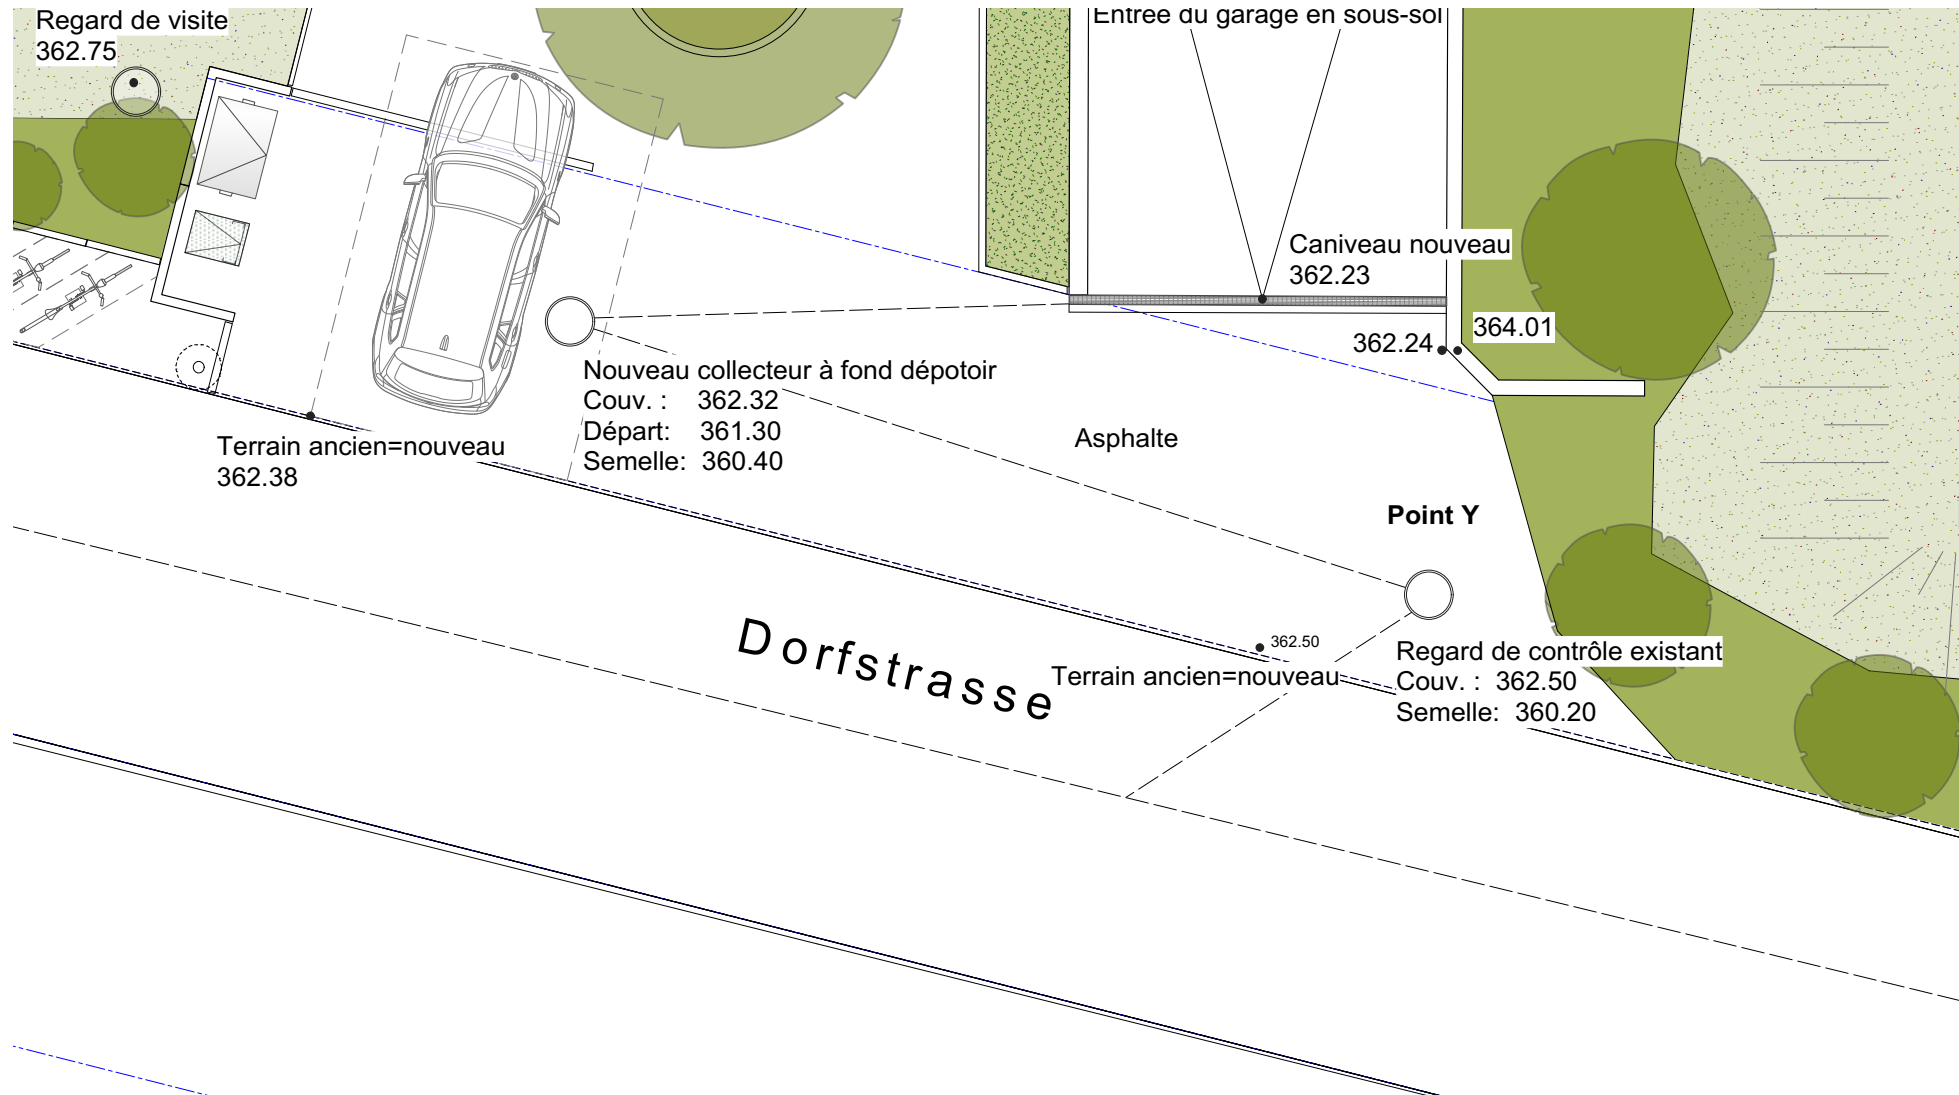 Regard de visite
362.75
Entrée du garage en sous-sol
Caniveau nouveau
362.23
362.24
364.01
Nouveau collecteur à fond dépotoir
Couv. : 362.32
Départ: 361.30
Semelle: 360.40
Terrain ancien=nouveau
362.38
Asphalte
Point Y
Dorfstrasse
362.50
Terrain ancien=nouveau
Regard de contrôle existant
Couv. : 362.50
Semelle: 360.20